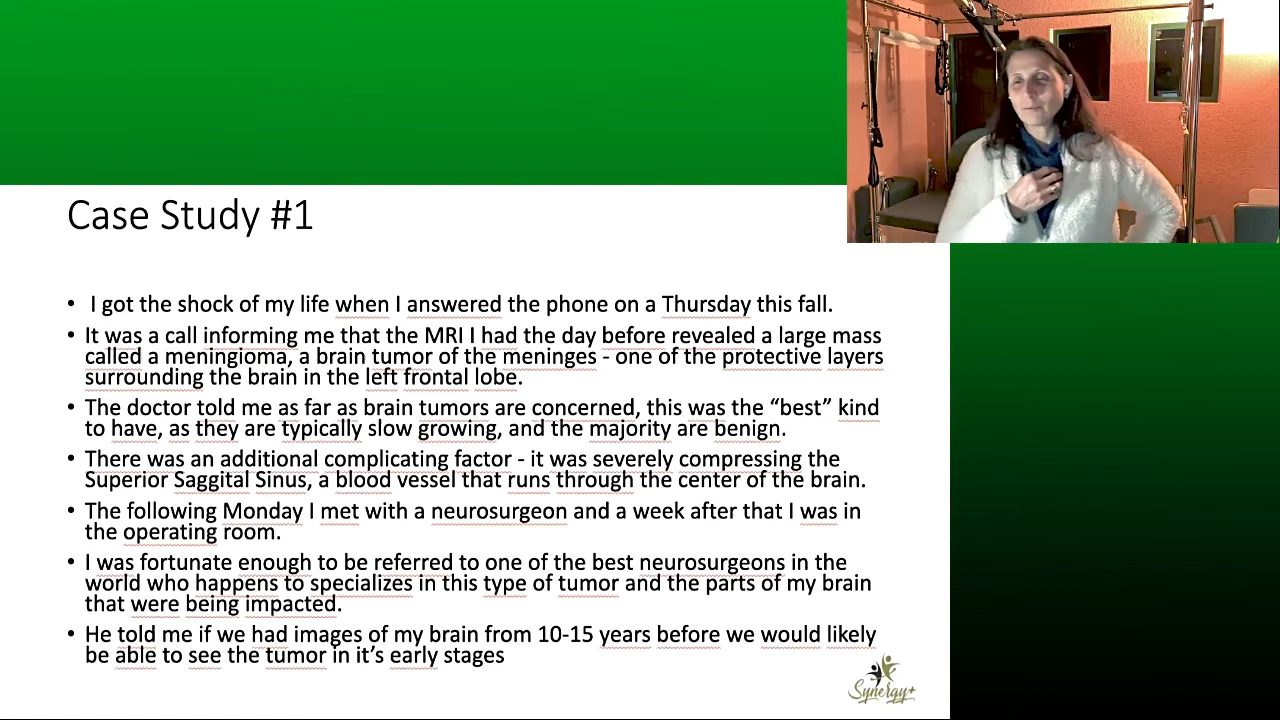 Case Study #1
• I got the shock of my life when I answered the phone on a Thursday this fall.
• It was a call informing me that the MRI I had the day before revealed a large mass
called a meningioma, a brain tumor of the meninges - one of the protective layers
surrounding the brain in the left frontal lobe.
• The doctor told me as far as brain tumors are concerned, this was the “best” kind
to have, as they are typically slow growing, and the majority are benign.
• There was an additional complicating factor - it was severely compressing the
Superior Saggital Sinus, a blood vessel that runs through the center of the brain.
• The following Monday I met with a neurosurgeon and a week after that I was in
the operating room.
• I was fortunate enough to be referred to one of the best neurosurgeons in the
world who happens to specializes in this type of tumor and the parts of my brain
that were being impacted.
• He told me if we had images of my brain from 10-15 years before we would likely
be able to see the tumor in it’s early stages
Synergy+